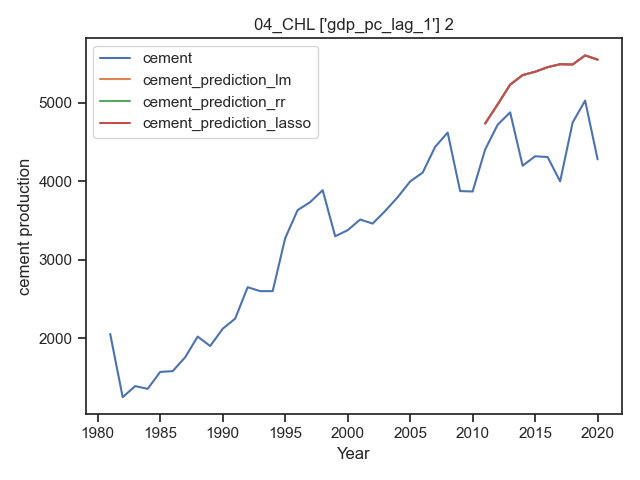 04_CHL ['gdp_pc_lag_1'] 2
cement
cement_prediction_lm
cement_prediction_rr
cement_prediction_lasso
cement production
5000
4000
3000
2000
1980 1985 1990 1995 2000 2005 2010 2015 2020
Year